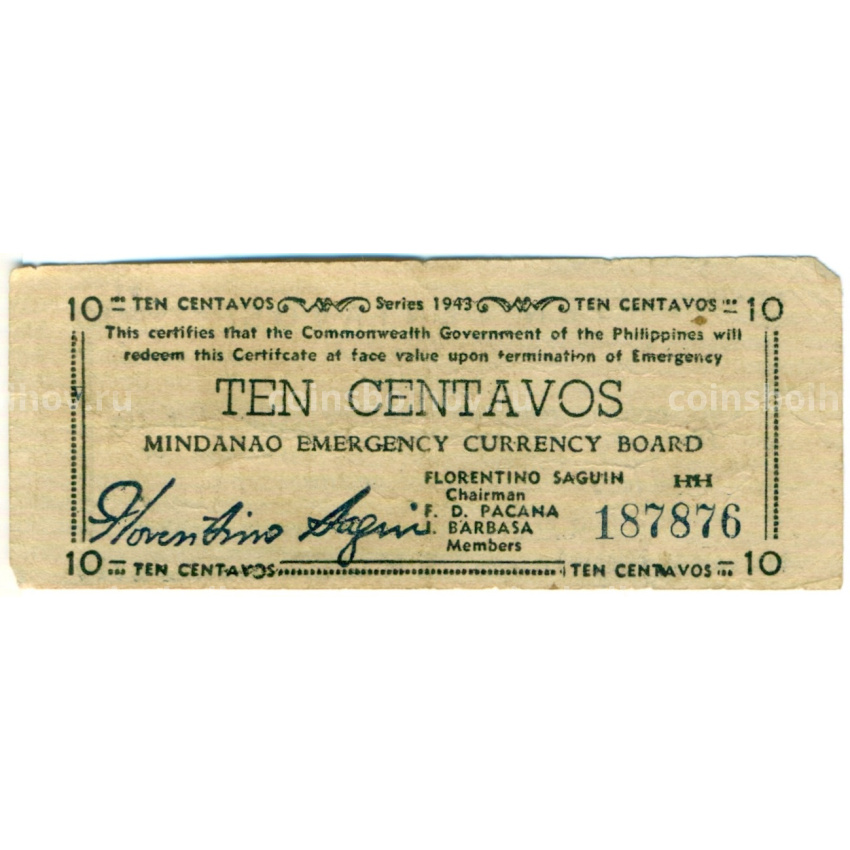 10 TEN CENTAVOS Series 1943 TEN CENTAVOS 10
This certifies that the Commonwealth Government of the Philippines will
redeem this Certifcate at face value upon termination of Emergency
TEN CENTAVOS
MINDANAO EMERGENCY CURRENCY BOARD
FLORENTINO SAGUIN HH
Chairman
F. D. PACANA
I. BARBASA
Members
187876
Florentino Saguin
10 TEN CENTAVOS TEN CENTAVOS 10